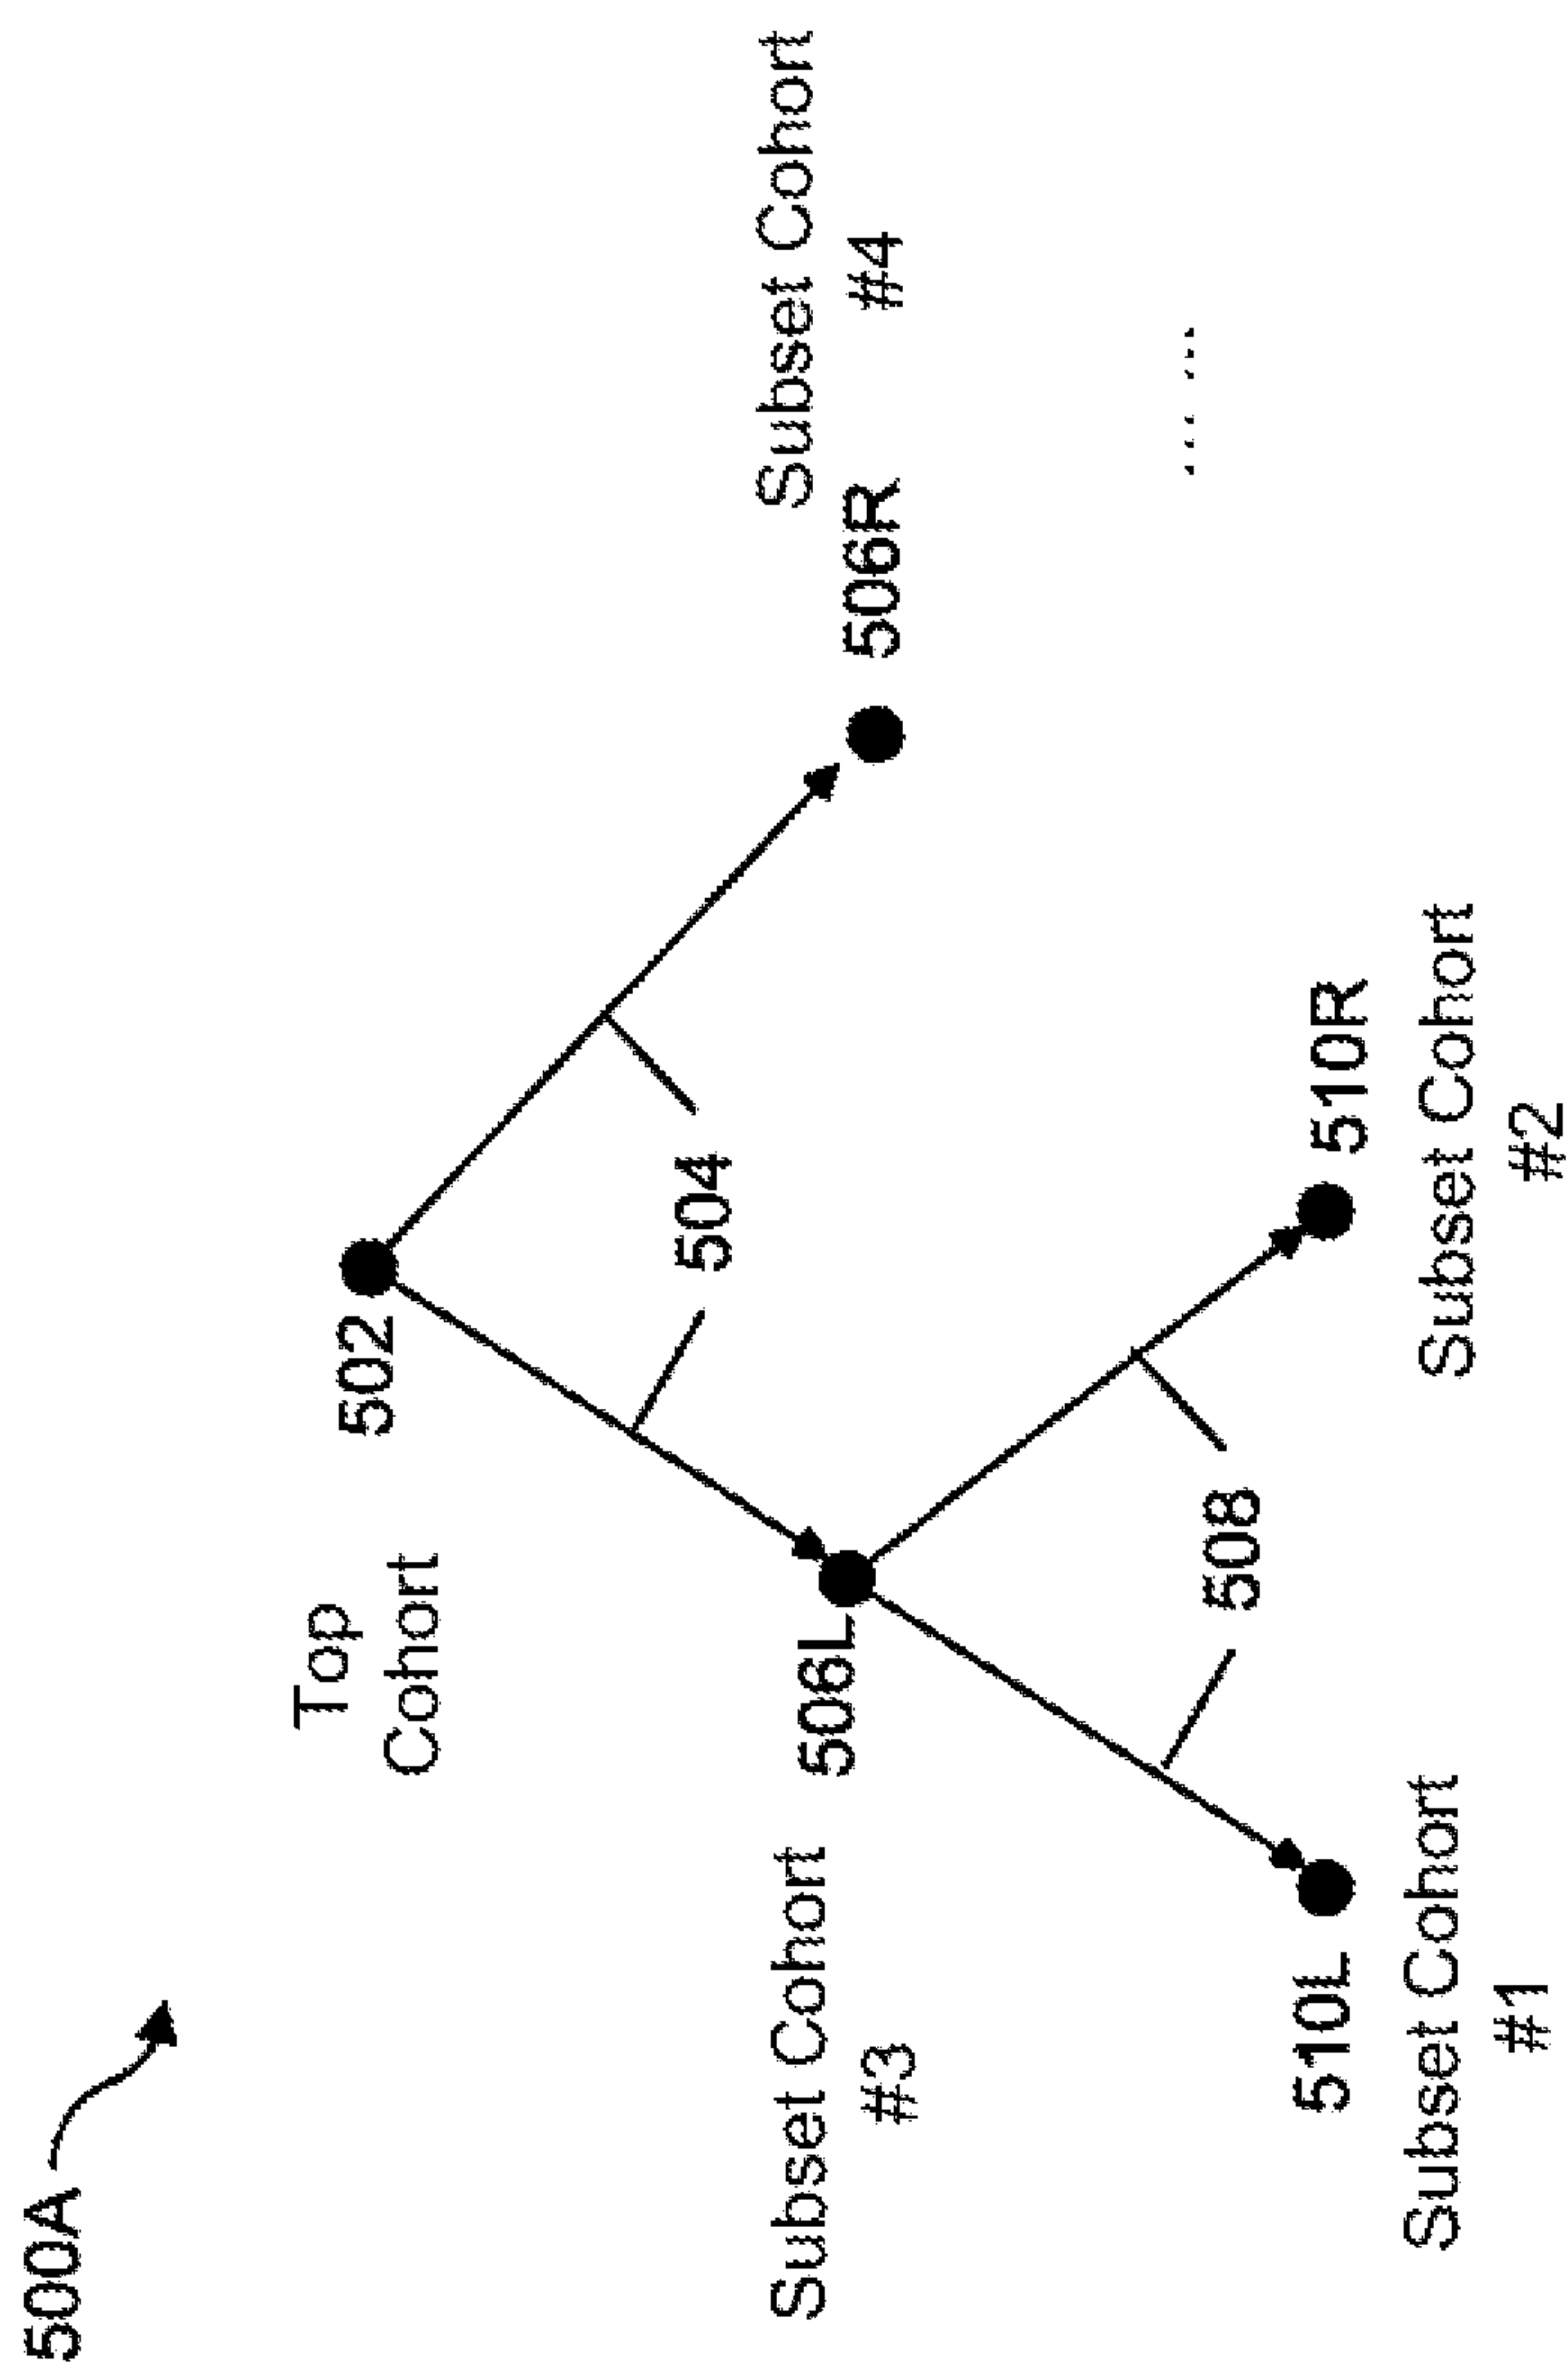 500A
Top
Cohort
502
504
Subset Cohort
#3
506L
506R
Subset Cohort
#4
508
... ...
510L
Subset Cohort
#1
510R
Subset Cohort
#2